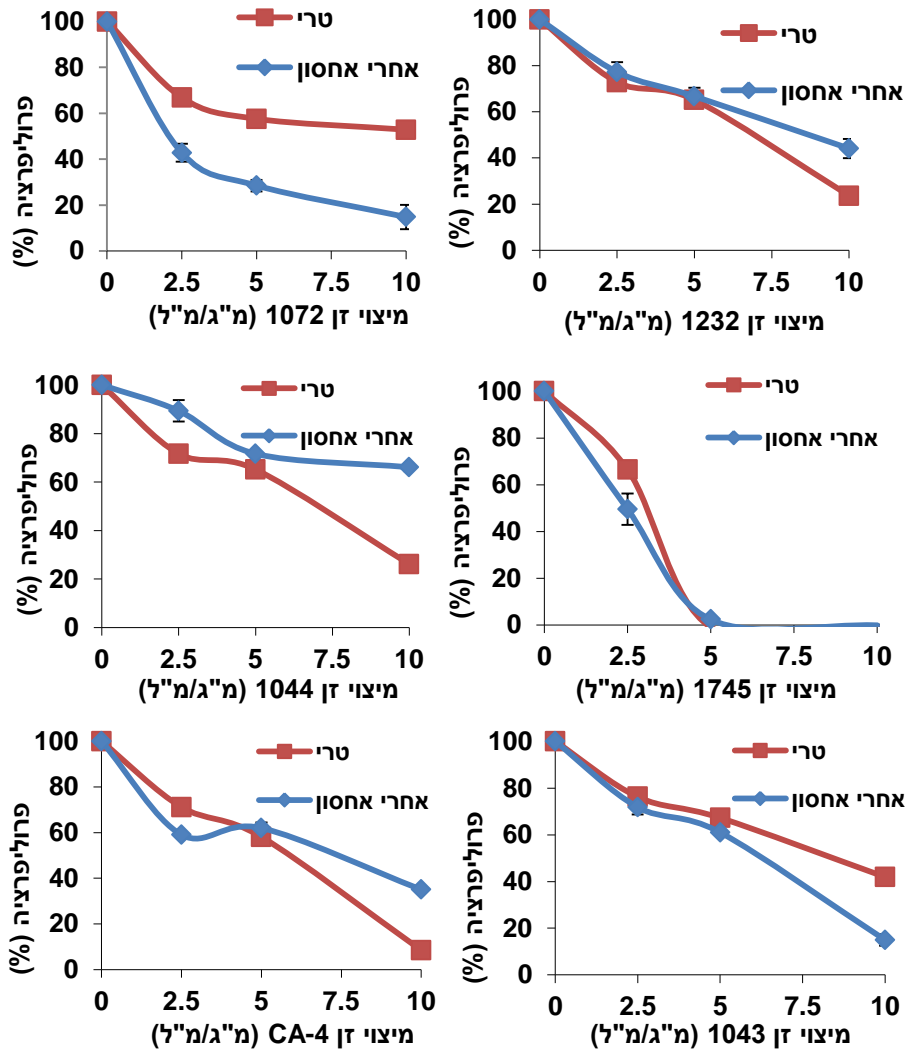 טרי
אחרי אחסון
פרוליפרציה (%)
100
80
60
40
20
0
0 2.5 5 7.5 10
מיצוי זן 1072 (מ"ג/מ"ל)
טרי
אחרי אחסון
פרוליפרציה (%)
100
80
60
40
20
0
0 2.5 5 7.5 10
מיצוי זן 1232 (מ"ג/מ"ל)
טרי
אחרי אחסון
פרוליפרציה (%)
100
80
60
40
20
0
0 2.5 5 7.5 10
מיצוי זן 1044 (מ"ג/מ"ל)
טרי
אחרי אחסון
פרוליפרציה (%)
100
80
60
40
20
0
0 2.5 5 7.5 10
מיצוי זן 1745 (מ"ג/מ"ל)
טרי
אחרי אחסון
פרוליפרציה (%)
100
80
60
40
20
0
0 2.5 5 7.5 10
מיצוי זן CA-4 (מ"ג/מ"ל)
טרי
אחרי אחסון
פרוליפרציה (%)
100
80
60
40
20
0
0 2.5 5 7.5 10
מיצוי זן 1043 (מ"ג/מ"ל)